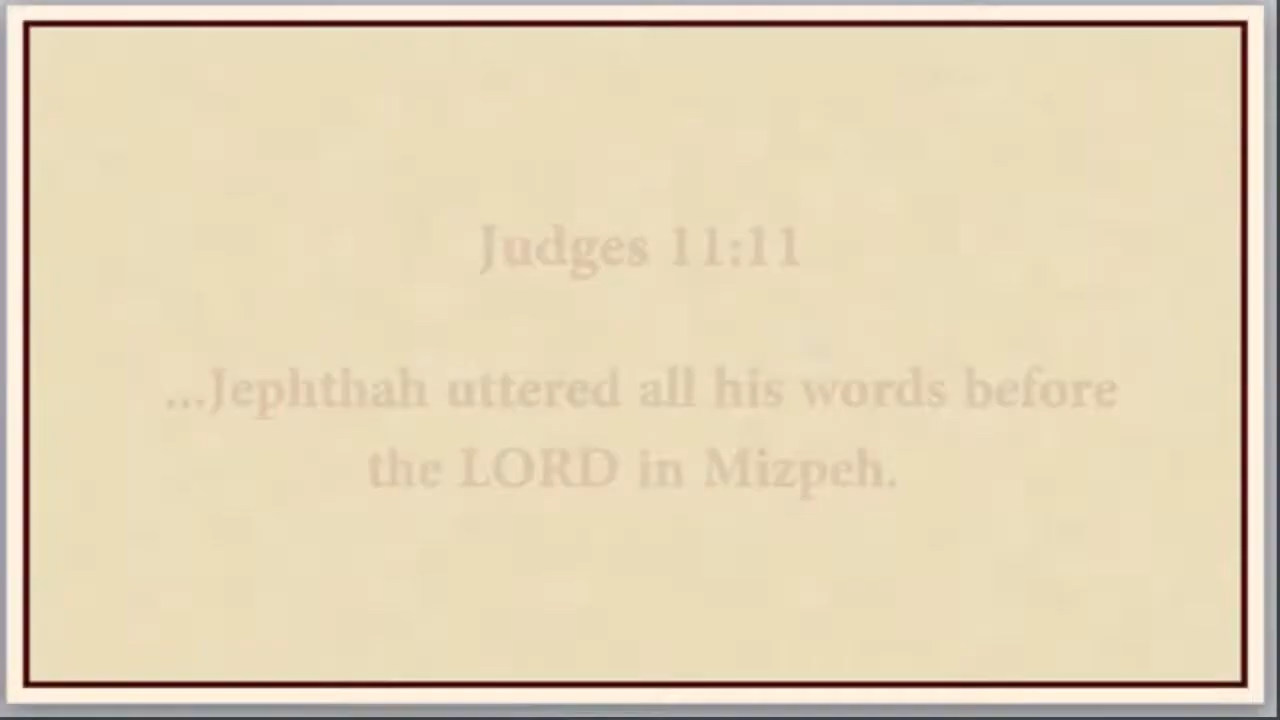 Judges 11:11
...Jephthah uttered all his words before
the LORD in Mizpeh.